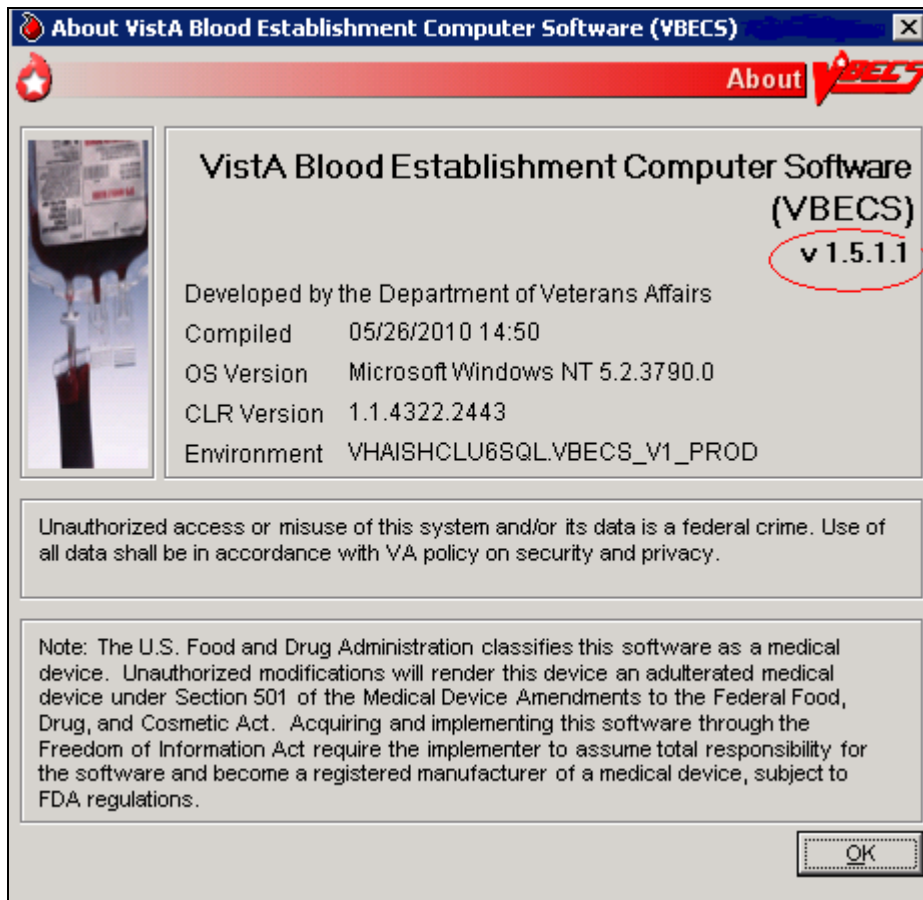 About VistA Blood Establishment Computer Software (VBECS)
About VBECS
VistA Blood Establishment Computer Software
(VBECS)
v 1.5.1.1
Developed by the Department of Veterans Affairs
Compiled 05/26/2010 14:50
OS Version Microsoft Windows NT 5.2.3790.0
CLR Version 1.1.4322.2443
Environment VHAISHCLU6SQL.VBECS_V1_PROD
Unauthorized access or misuse of this system and/or its data is a federal crime. Use of
all data shall be in accordance with VA policy on security and privacy.
Note: The U.S. Food and Drug Administration classifies this software as a medical
device. Unauthorized modifications will render this device an adulterated medical
device under Section 501 of the Medical Device Amendments to the Federal Food,
Drug, and Cosmetic Act. Acquiring and implementing this software through the
Freedom of Information Act require the implementer to assume total responsibility for
the software and become a registered manufacturer of a medical device, subject to
FDA regulations.
OK